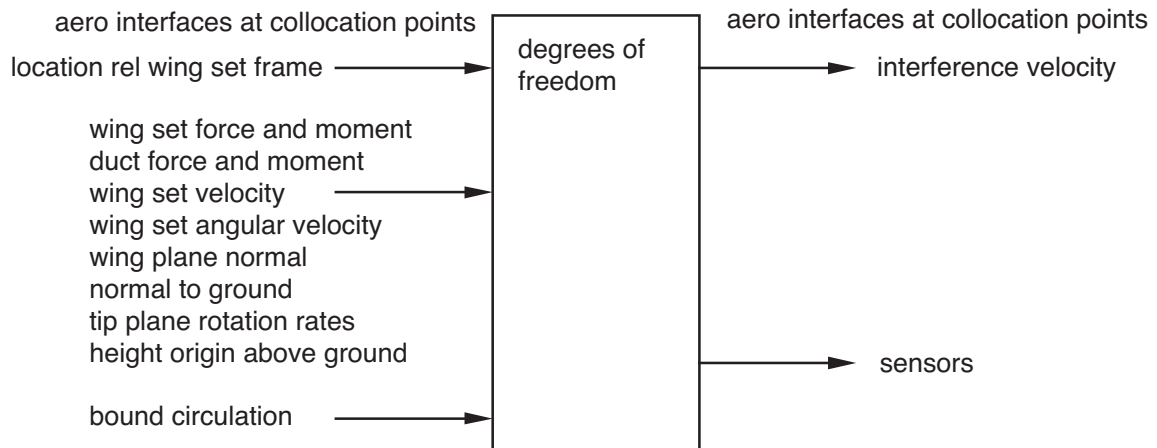 aero interfaces at collocation points
location rel wing set frame
wing set force and moment
duct force and moment
wing set velocity
wing set angular velocity
wing plane normal
normal to ground
tip plane rotation rates
height origin above ground
bound circulation
degrees of
freedom
aero interfaces at collocation points
interference velocity
sensors